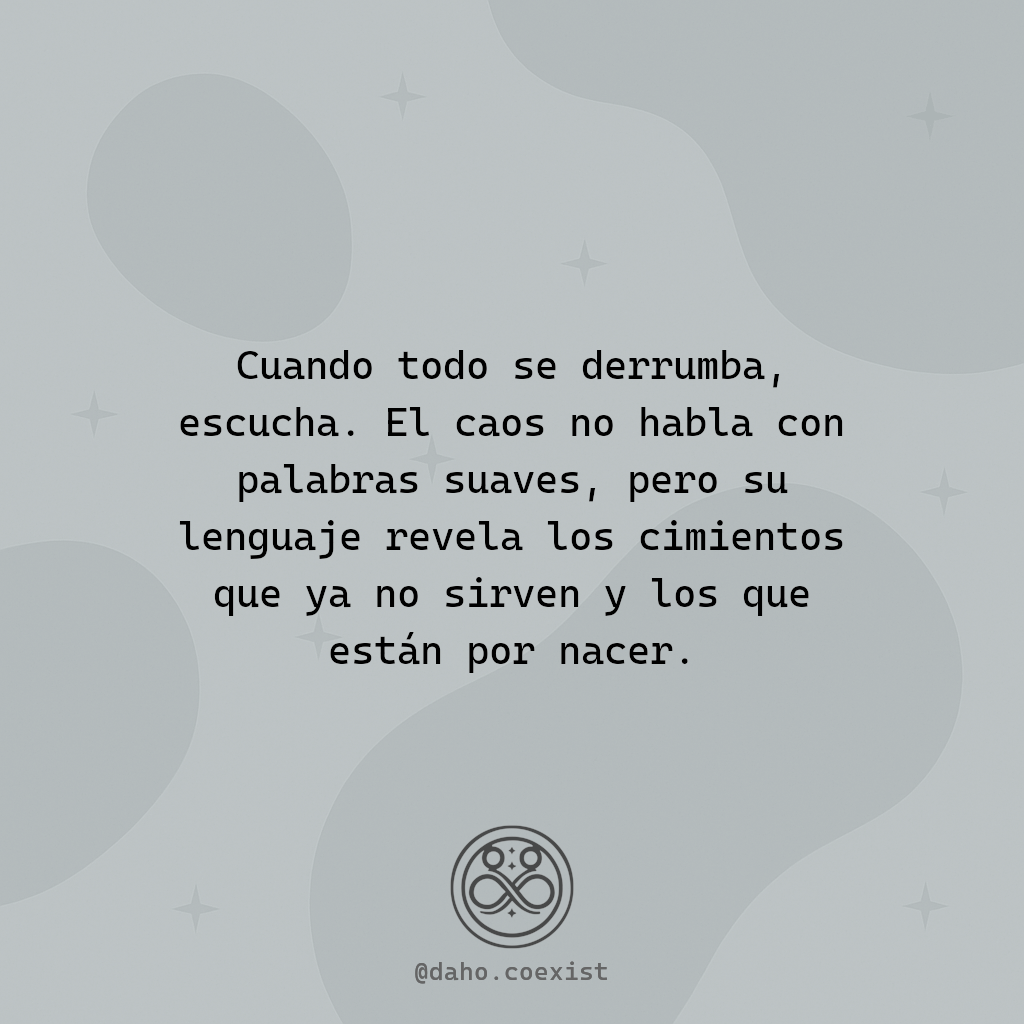 Cuando todo se derrumba,
escucha. El caos no habla con
palabras suaves, pero su
lenguaje revela los cimientos
que ya no sirven y los que
están por nacer.
@daho.coexist